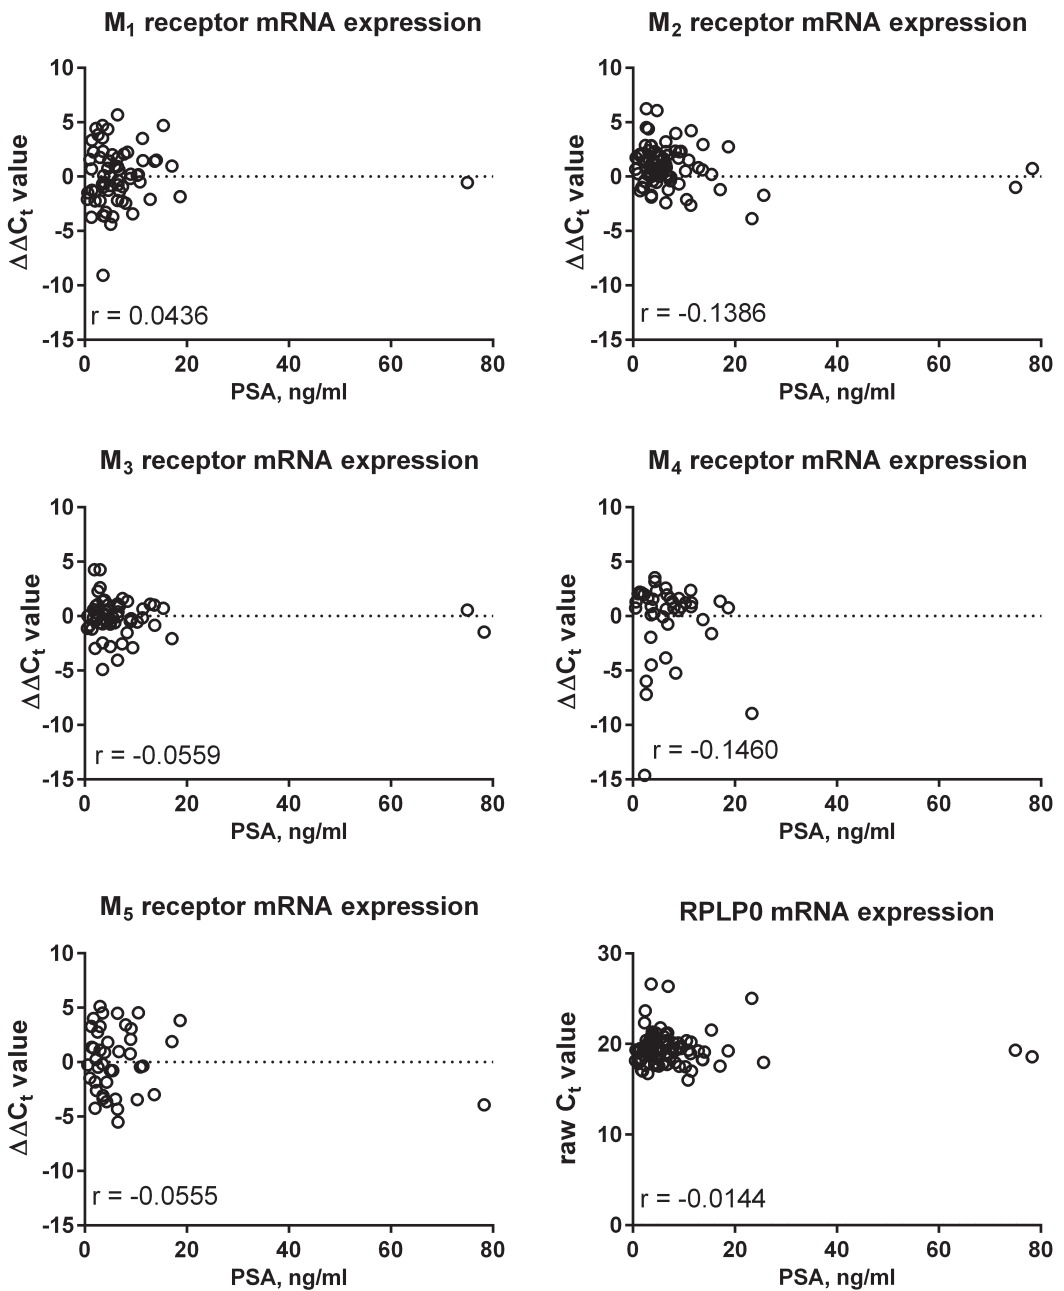 M1 receptor mRNA expression
10
5
0
-5
-10
-15
ΔΔCt value
r = 0.0436
0 20 40 60 80
PSA, ng/ml
M2 receptor mRNA expression
10
5
0
-5
-10
-15
ΔΔCt value
r = -0.1386
0 20 40 60 80
PSA, ng/ml
M3 receptor mRNA expression
10
5
0
-5
-10
-15
ΔΔCt value
r = -0.0559
0 20 40 60 80
PSA, ng/ml
M4 receptor mRNA expression
10
5
0
-5
-10
-15
ΔΔCt value
r = -0.1460
0 20 40 60 80
PSA, ng/ml
M5 receptor mRNA expression
10
5
0
-5
-10
-15
ΔΔCt value
r = -0.0555
0 20 40 60 80
PSA, ng/ml
RPLP0 mRNA expression
30
20
10
0
raw Ct value
r = -0.0144
0 20 40 60 80
PSA, ng/ml